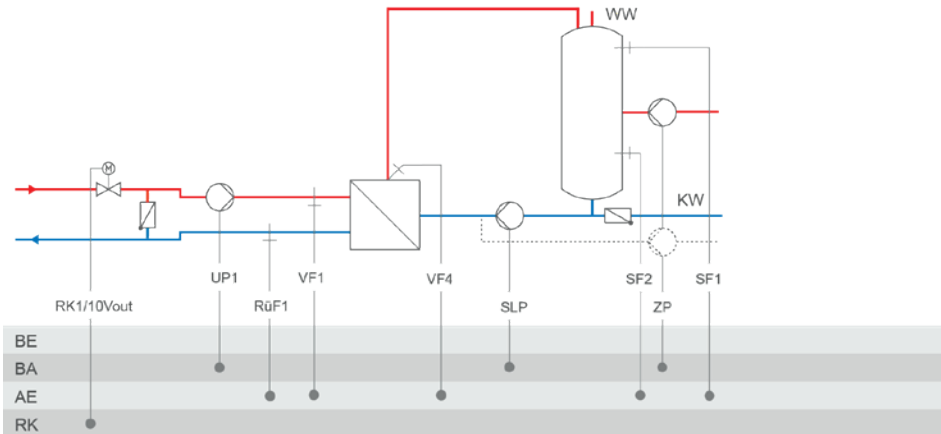 WW
M
KW
UP1 VF1 VF4 SF2 SF1
RK1/10Vout RüF1 SLP ZP
BE
BA
AE
RK